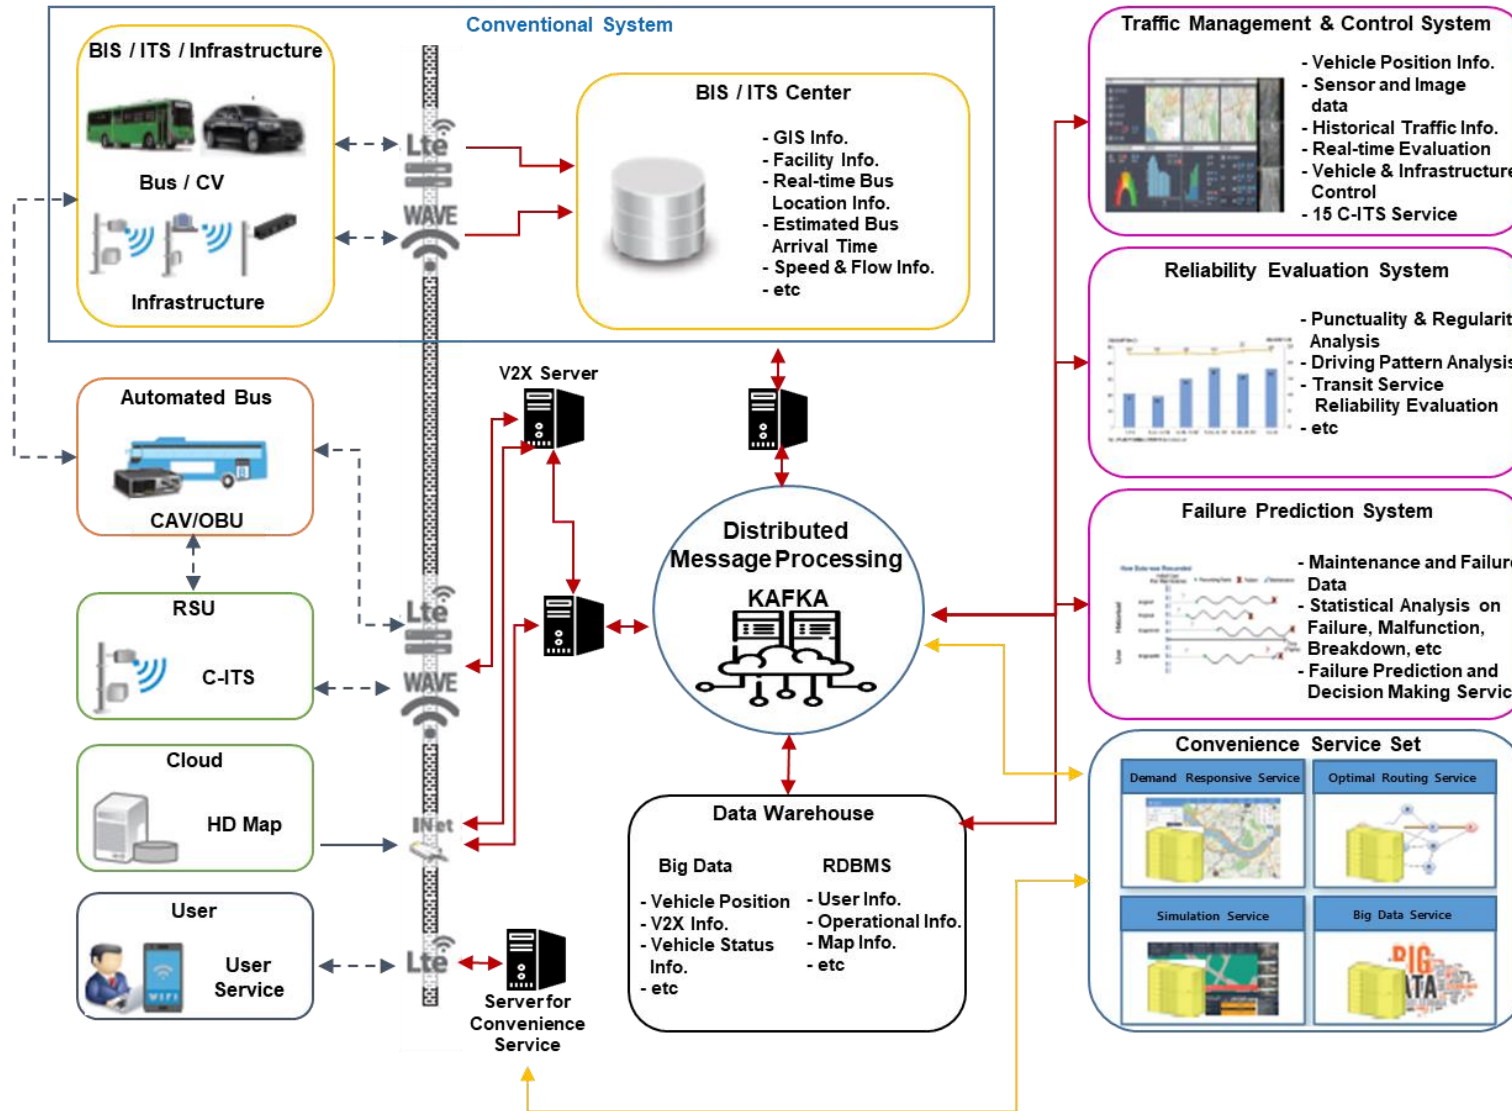 Conventional System
BIS / ITS / Infrastructure
Bus / CV
Infrastructure
Lte
WAVE
BIS / ITS Center
- GIS Info.
- Facility Info.
- Real-time Bus
Location Info.
- Estimated Bus
Arrival Time
- Speed & Flow Info.
- etc
Traffic Management & Control System
- Vehicle Position Info.
- Sensor and Image
data
- Historical Traffic Info.
- Real-time Evaluation
- Vehicle & Infrastructure
Control
- 15 C-ITS Service
Reliability Evaluation System
- Punctuality & Regularit
Analysis
- Driving Pattern Analysis
- Transit Service
Reliability Evaluation
- etc
Automated Bus
CAV/OBU
V2X Server
RSU
C-ITS
Lte
WAVE
Distributed
Message Processing
KAFKA
Failure Prediction System
- Maintenance and Failure
Data
- Statistical Analysis on
Failure, Malfunction,
Breakdown, etc
- Failure Prediction and
Decision Making Servic
Cloud
HD Map
INet
Data Warehouse
Big Data
- Vehicle Position
- V2X Info.
- Vehicle Status
Info.
- etc
RDBMS
- User Info.
- Operational Info.
- Map Info.
- etc
Convenience Service Set
Demand Responsive Service
Optimal Routing Service
Simulation Service
Big Data Service
BIG
DATA
User
User
Service
WIFI
Lte
Server for
Convenience
Service